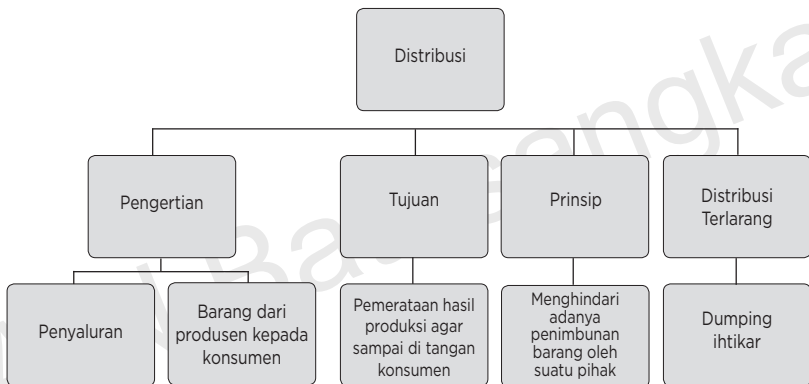 Distribusi
Pengertian
Tujuan
Prinsip
Distribusi
Terlarang
Penyaluran
Barang dari
produsen kepada
konsumen
Pemerataan hasil
produksi agar
sampai di tangan
konsumen
Menghindari
adanya
penimbunan
barang oleh
suatu pihak
Dumping
ihtikar